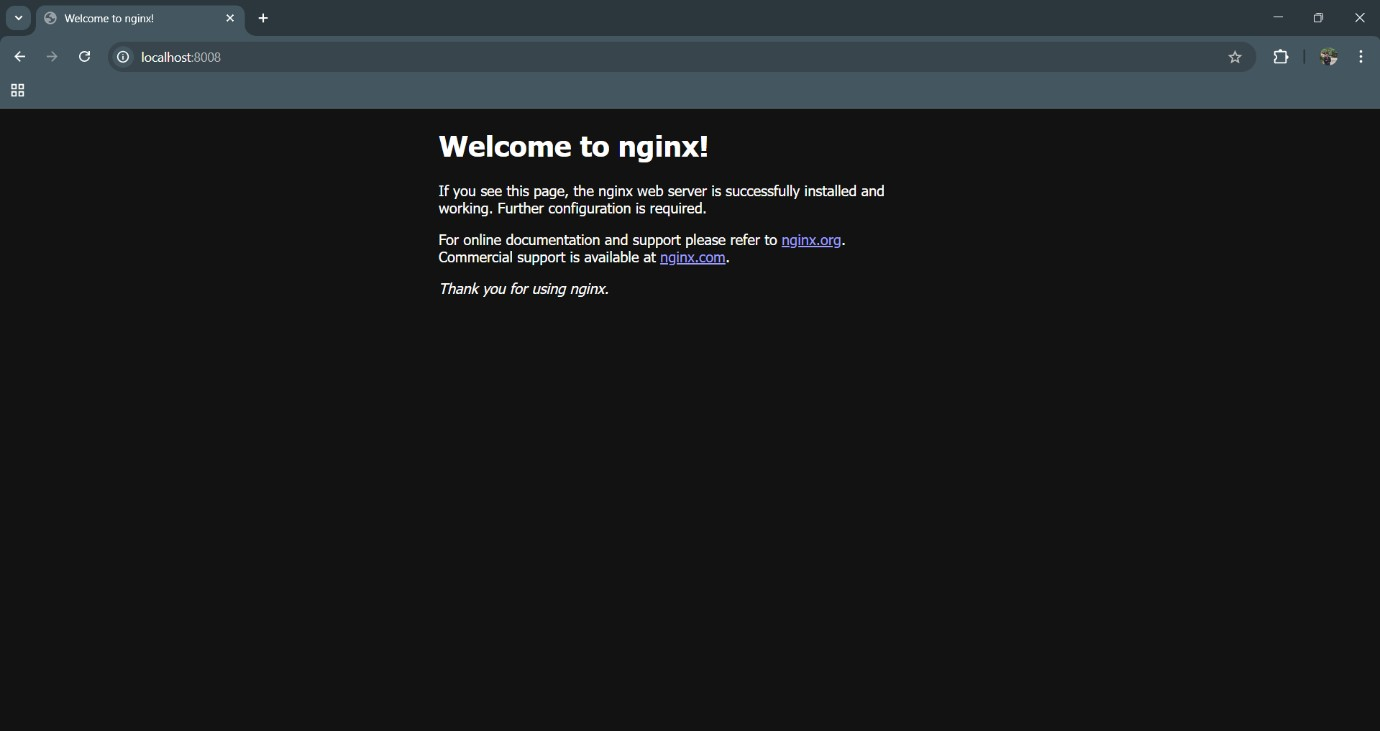 Welcome to nginx!
localhost:8008
Welcome to nginx!
If you see this page, the nginx web server is successfully installed and
working. Further configuration is required.
For online documentation and support please refer to nginx.org.
Commercial support is available at nginx.com.
Thank you for using nginx.